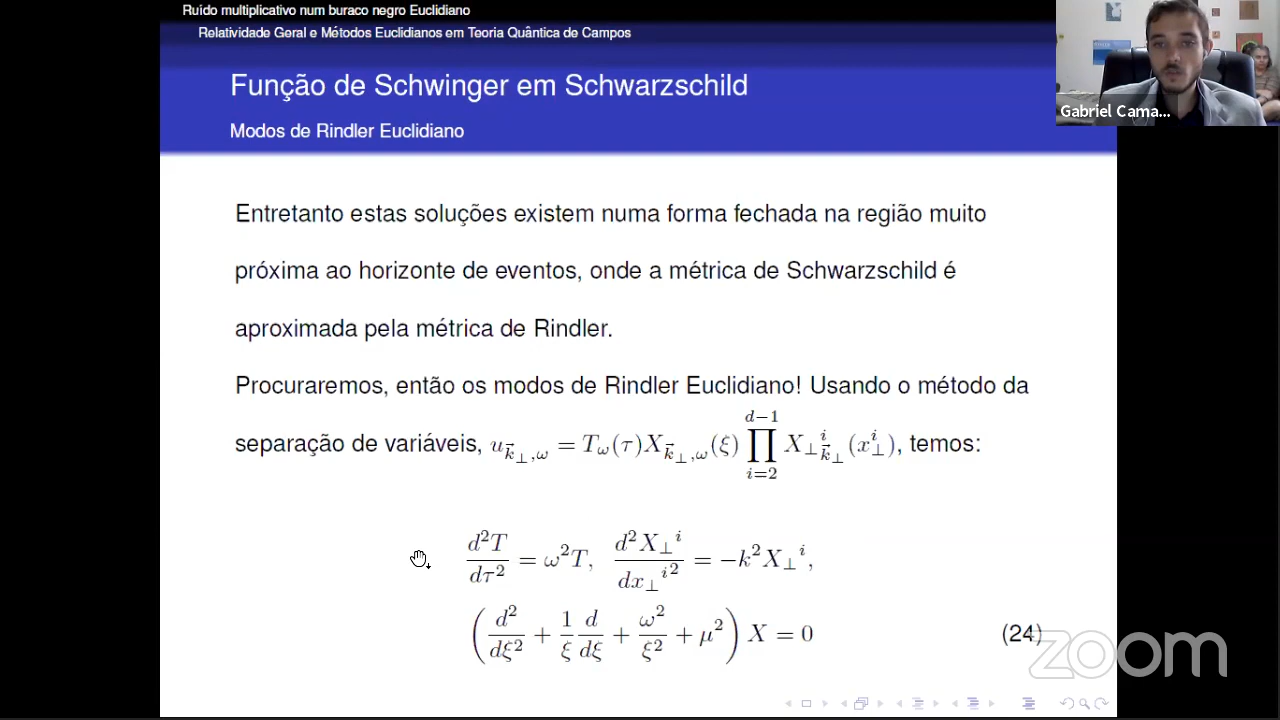 Ruído multiplicativo num buraco negro Euclidiano
Relatividade Geral e Métodos Euclidianos em Teoria Quântica de Campos
Função de Schwinger em Schwarzschild
Modos de Rindler Euclidiano
Gabriel Cama...
Entretanto estas soluções existem numa forma fechada na região muito
próxima ao horizonte de eventos, onde a métrica de Schwarzschild é
aproximada pela métrica de Rindler.
Procuraremos, então os modos de Rindler Euclidiano! Usando o método da
separação de variáveis, $u_{\vec{k}_\perp,\omega} = T_\omega(\tau) X_{\vec{k}_\perp,\omega}(\xi) \prod_{i=2}^{d-1} X_{\perp}{}^{i}_{\vec{k}_\perp}(x^i_\perp)$, temos:
$\frac{d^2T}{d\tau^2} = \omega^2 T, \quad \frac{d^2 X_\perp{}^i}{dx_\perp{}^{i2}} = -k^2 X_\perp{}^i,$
$\left(\frac{d^2}{d\xi^2} + \frac{1}{\xi}\frac{d}{d\xi} + \frac{\omega^2}{\xi^2} + \mu^2\right) X = 0$ (24)
zoom